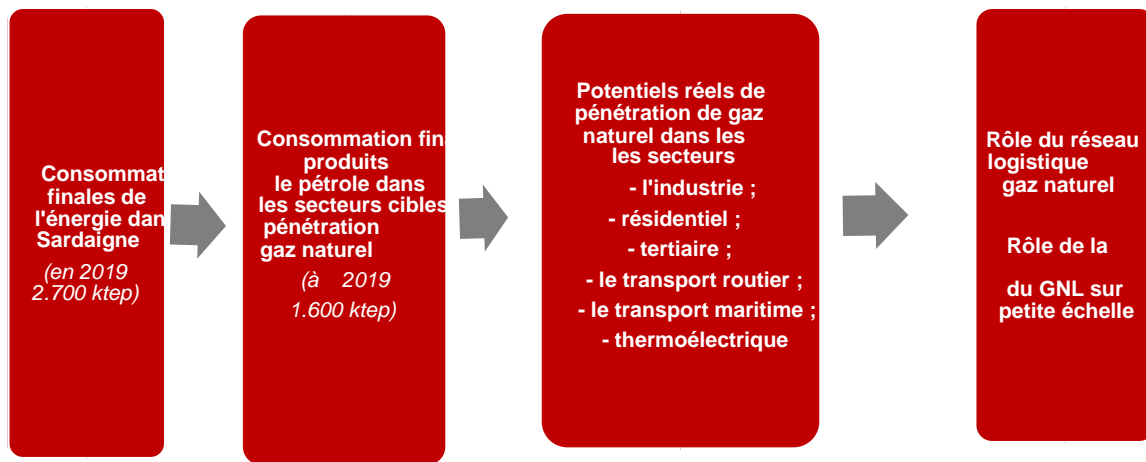 Consommat
finales de
l'énergie dan
Sardaigne
(en 2019
2.700 ktep)
Consommation fin
produits
le pétrole dans
les secteurs cibles
pénétration
gaz naturel
(à 2019
1.600 ktep)
Potentiels réels de
pénétration de gaz
naturel dans les
les secteurs
- l'industrie ;
- résidentiel ;
- tertiaire ;
- le transport routier ;
- le transport maritime ;
- thermoélectrique
Rôle du réseau
logistique
gaz naturel
Rôle de la
du GNL sur
petite échelle